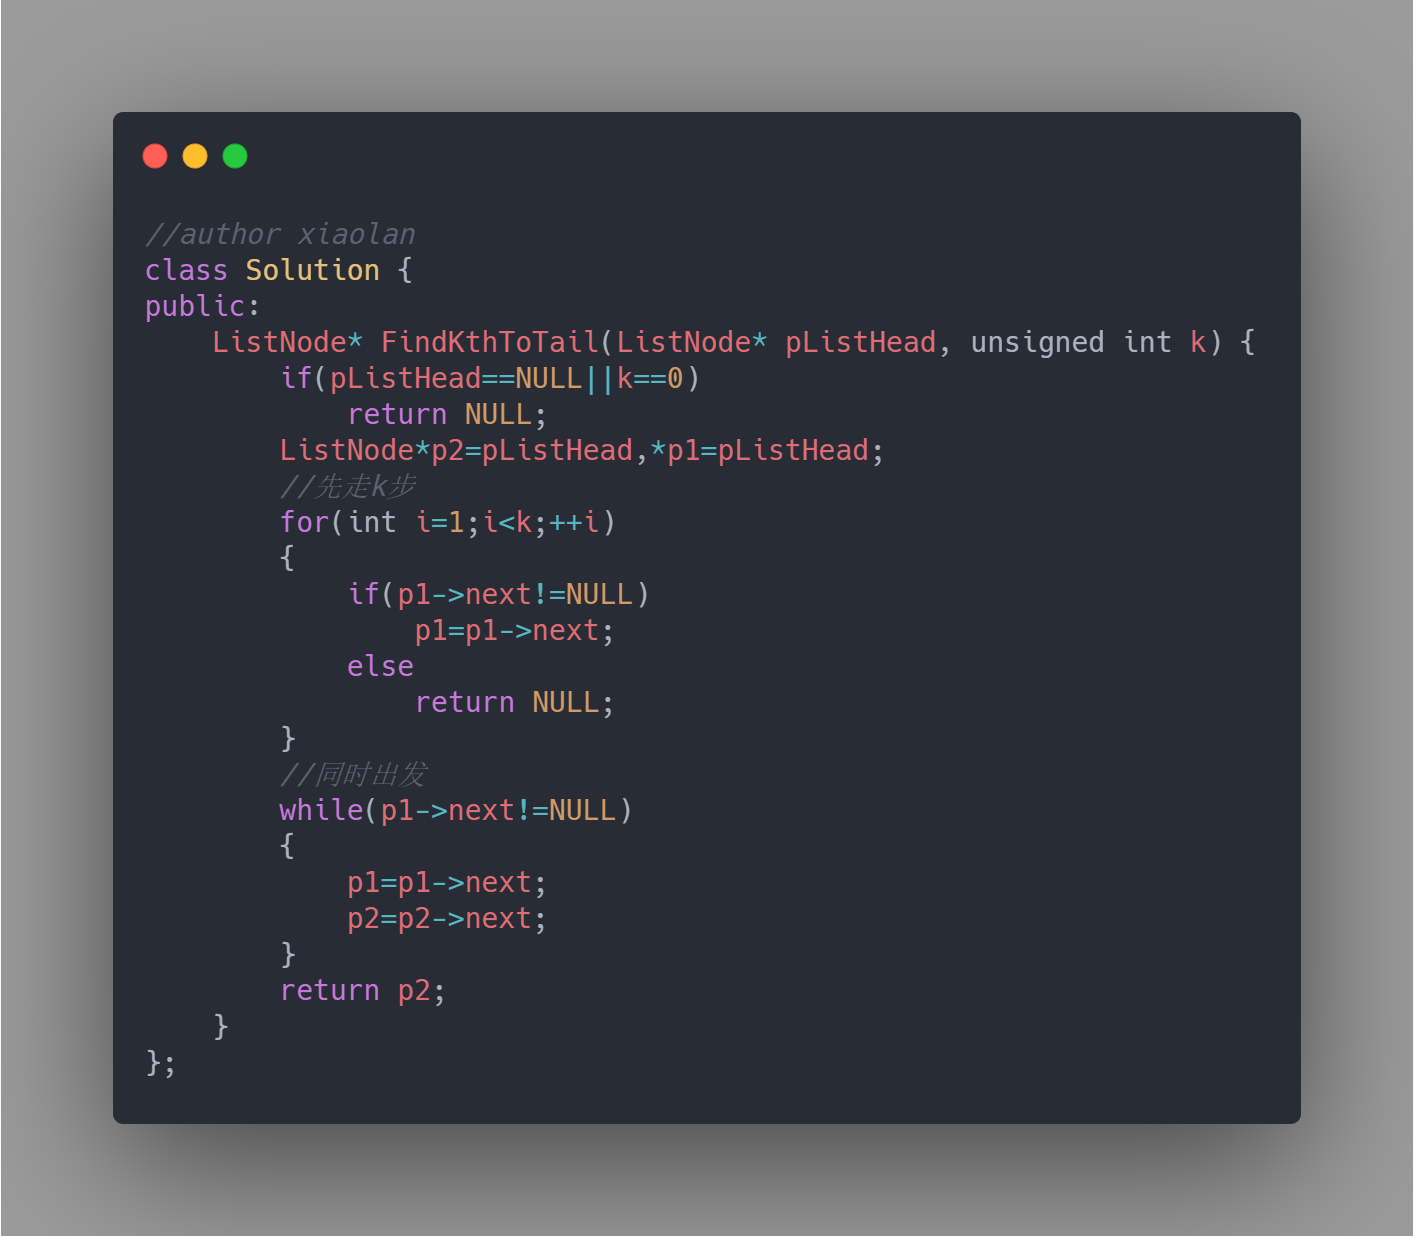 //author xiaolan
class Solution {
public:
    ListNode* FindKthToTail(ListNode* pListHead, unsigned int k) {
        if(pListHead==NULL||k==0)
            return NULL;
        ListNode*p2=pListHead,*p1=pListHead;
        //先走k步
        for(int i=1;i<k;++i)
        {
            if(p1->next!=NULL)
                p1=p1->next;
            else
                return NULL;
        }
        //同时出发
        while(p1->next!=NULL)
        {
            p1=p1->next;
            p2=p2->next;
        }
        return p2;
    }
};